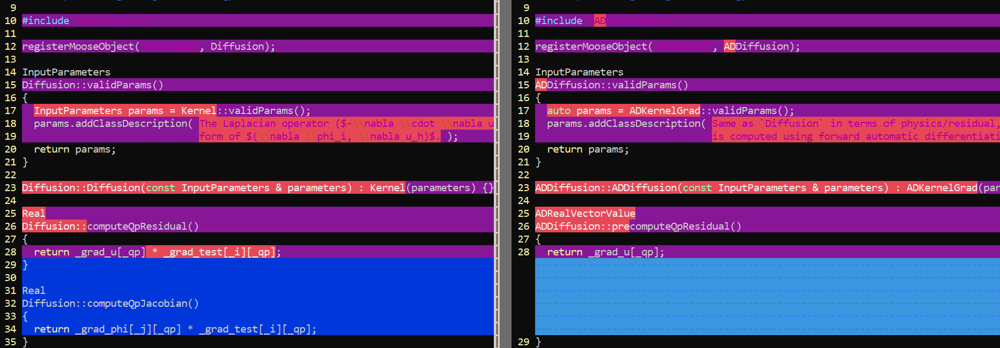 9
10 #include "Diffusion.h"
11
12 registerMooseObject("MooseApp", Diffusion);
13
14 InputParameters
15 Diffusion::validParams()
16 {
17   InputParameters params = Kernel::validParams();
18   params.addClassDescription( The Laplacian operator ($-\\nabla \\cdot \\nabla u
19                               form of $(\\nabla \\phi_i, \\nabla u_h)$. );
20   return params;
21 }
22
23 Diffusion::Diffusion(const InputParameters & parameters) : Kernel(parameters) {}
24
25 Real
26 Diffusion::computeQpResidual()
27 {
28   return _grad_u[_qp] * _grad_test[_i][_qp];
29 }
30
31 Real
32 Diffusion::computeQpJacobian()
33 {
34   return _grad_phi[_j][_qp] * _grad_test[_i][_qp];
35 }
9
10 #include "ADDiffusion.h"
11
12 registerMooseObject("MooseApp", ADDiffusion);
13
14 InputParameters
15 ADDiffusion::validParams()
16 {
17   auto params = ADKernelGrad::validParams();
18   params.addClassDescription( Same as `Diffusion` in terms of physics/residual,
19                               is computed using forward automatic differentiati
20   return params;
21 }
22
23 ADDiffusion::ADDiffusion(const InputParameters & parameters) : ADKernelGrad(par
24
25 ADRealVectorValue
26 ADDiffusion::precomputeQpResidual()
27 {
28   return _grad_u[_qp];
29 }